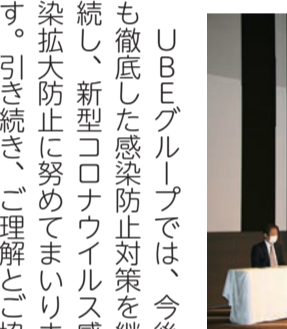 UBEグループでは、今後
も徹底した感染防止対策を継
続し、新型コロナウイルス感
染拡大防止に努めてまいりま
す。引き続き、ご理解とご協